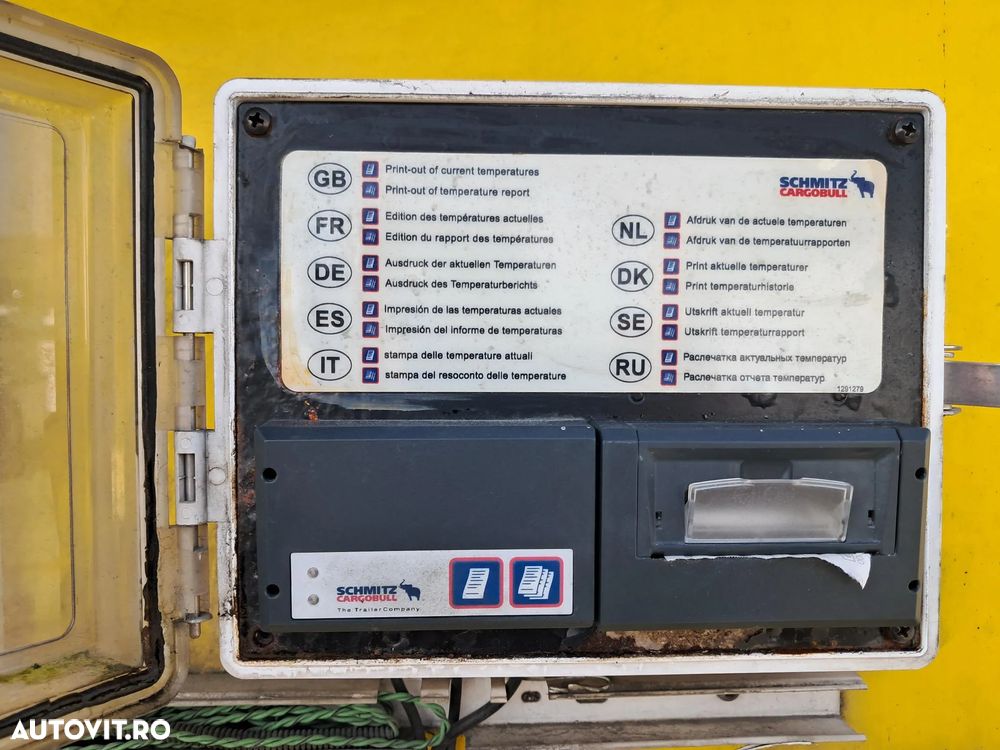 GB
Print-out of current temperatures
Print-out of temperature report
SCHMITZ
CARGOBULL
FR
Edition des températures actuelles
Edition du rapport des températures
DE
Ausdruck der aktuellen Temperaturen
Ausdruck des Temperaturberichts
ES
Impresión de las temperaturas actuales
Impresión del informe de temperaturas
IT
stampa delle temperature attuali
stampa del resoconto delle temperature
NL
Afdruk van de actuele temperaturen
Afdruk van de temperatuurrapporten
DK
Print aktuelle temperaturer
Print temperaturhistorie
SE
Utskrift aktuell temperatur
Utskrift temperaturrapport
RU
Распечатка актуальных температур
Распечатка отчета температур
1291279
SCHMITZ
CARGOBULL
The Trailer Company
AUTOVIT.RO